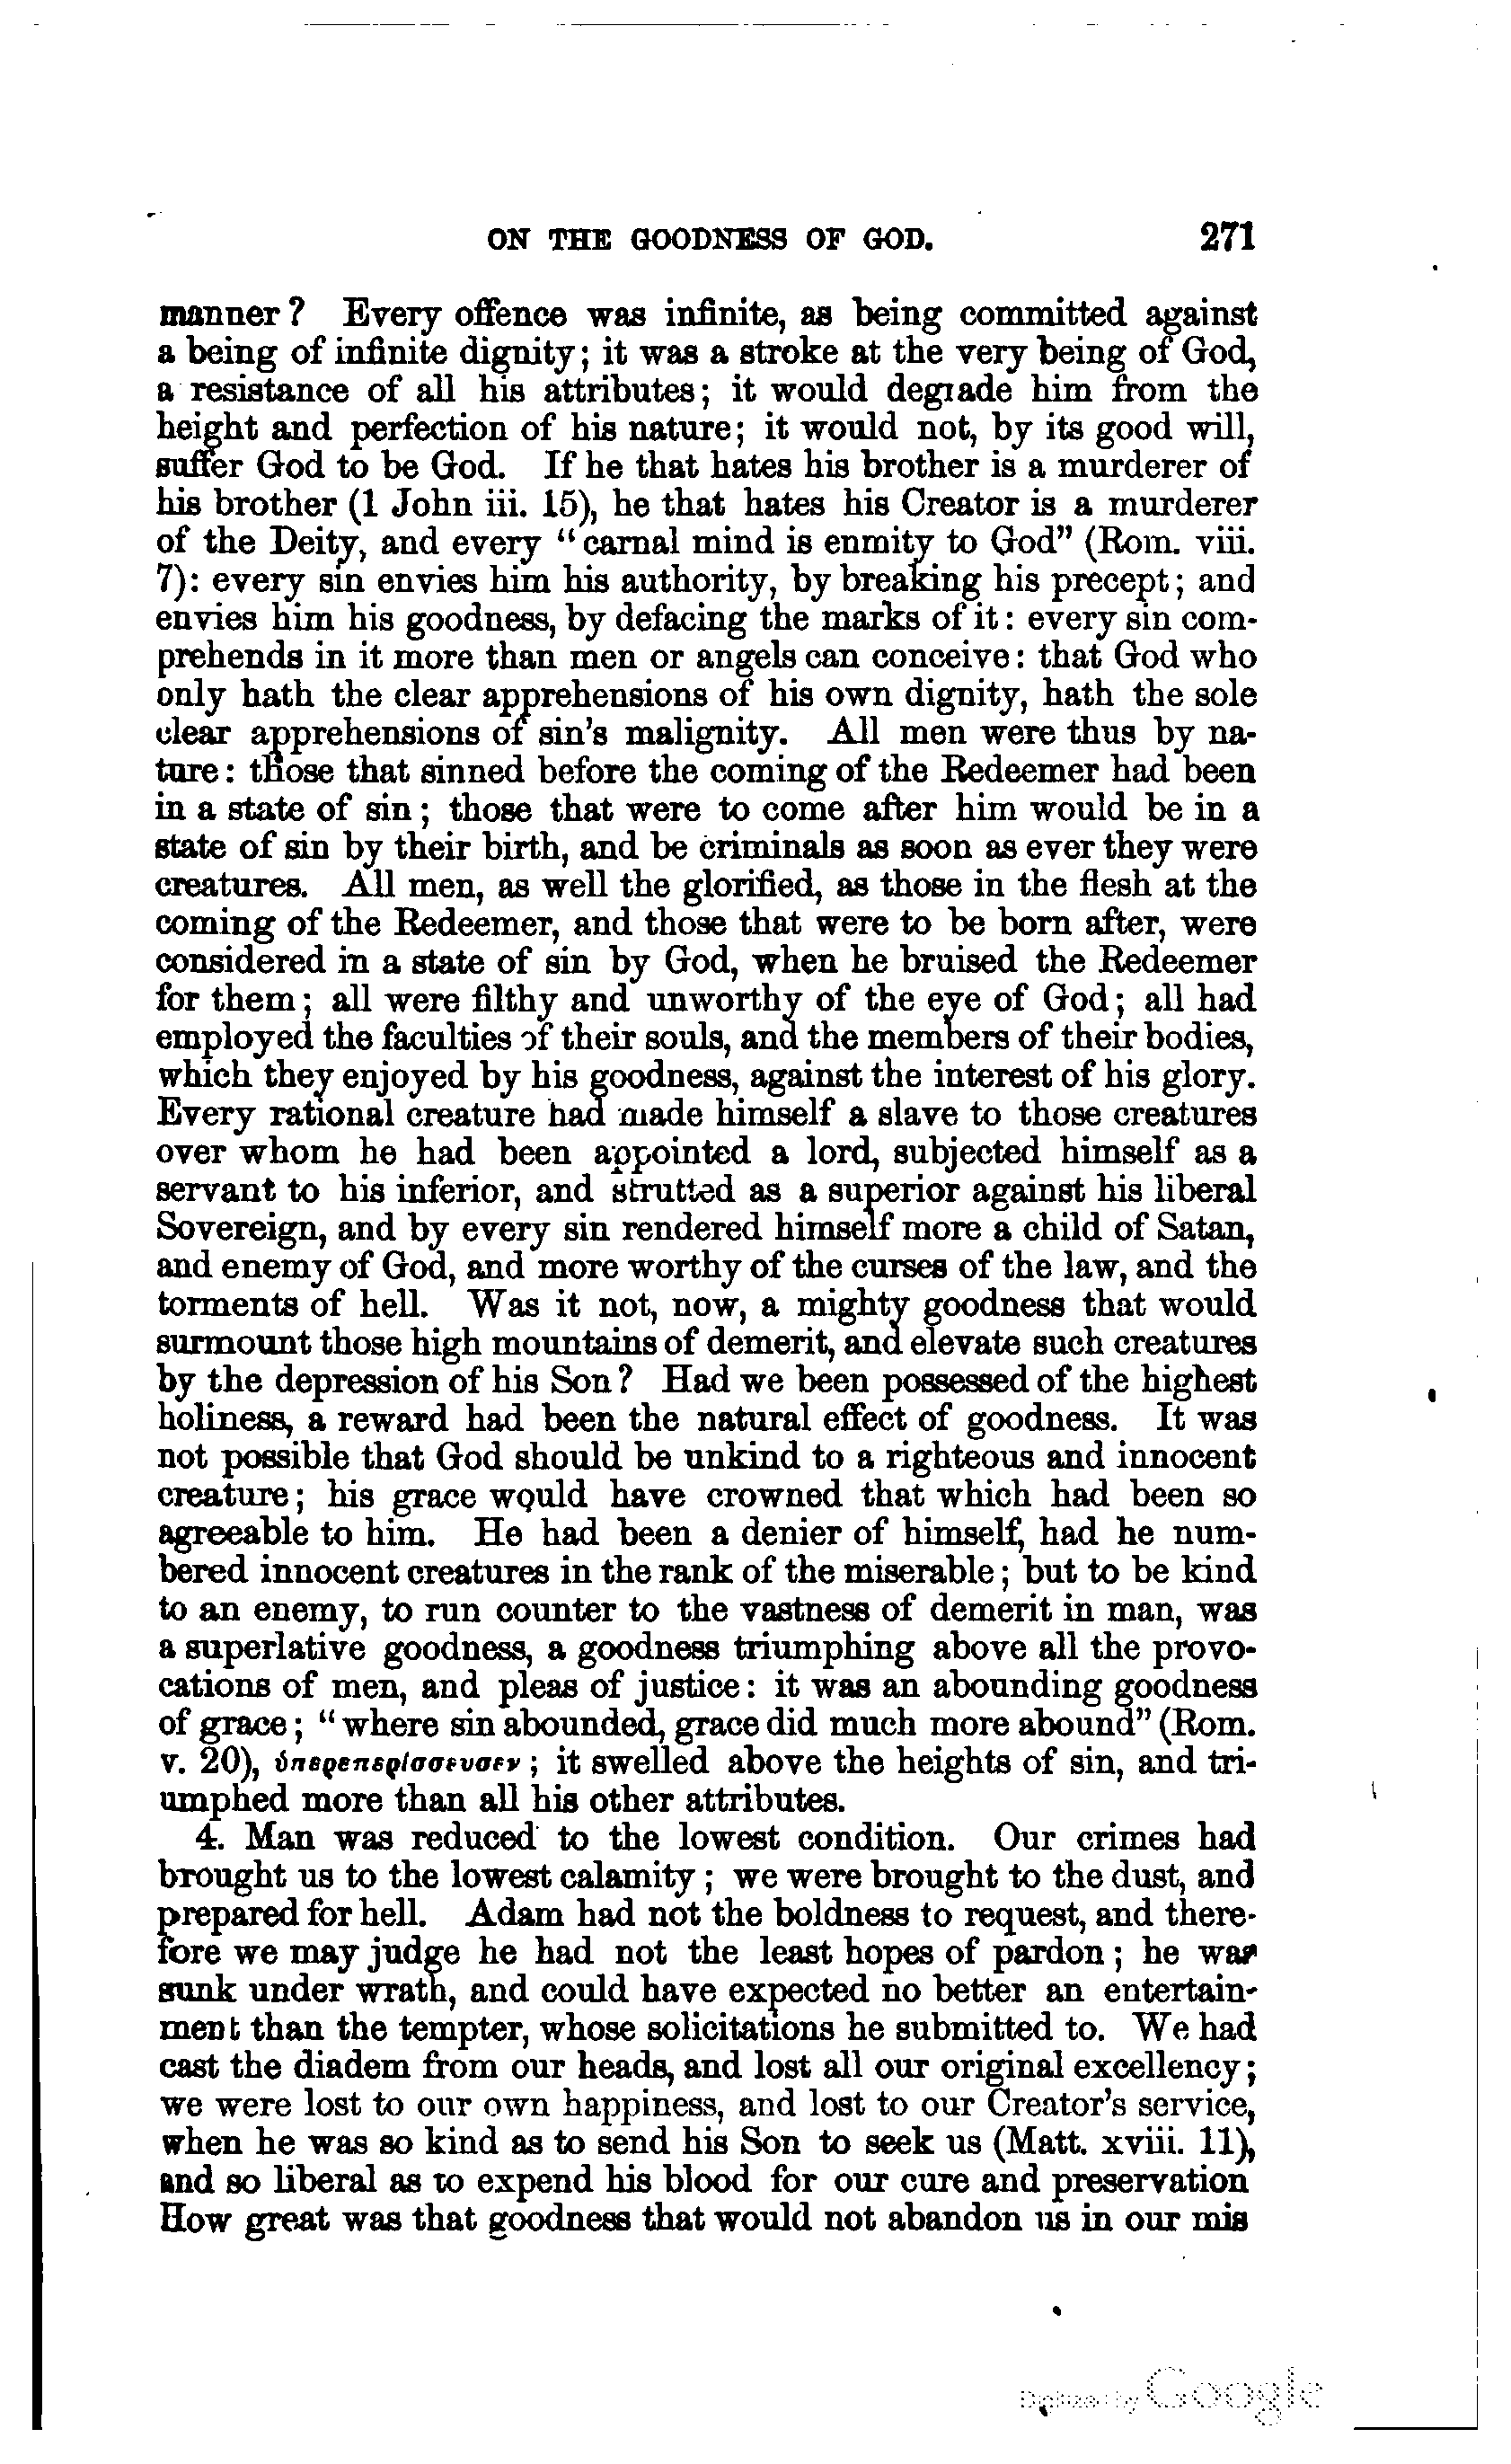 ON THE GOODNESS OF GOD. 271
manner? Every offence was infinite, as being committed against
a being of infinite dignity; it was a stroke at the very being of God,
a resistance of all his attributes; it would degrade him from the
height and perfection of his nature; it would not, by its good will,
suffer God to be God. If he that hates his brother is a murderer of
his brother (1 John iii. 15), he that hates his Creator is a murderer
of the Deity, and every "carnal mind is enmity to God" (Rom. viii.
7): every sin envies him his authority, by breaking his precept; and
envies him his goodness, by defacing the marks of it: every sin com-
prehends in it more than men or angels can conceive: that God who
only hath the clear apprehensions of his own dignity, hath the sole
clear apprehensions of sin's malignity. All men were thus by na-
ture: those that sinned before the coming of the Redeemer had been
in a state of sin; those that were to come after him would be in a
state of sin by their birth, and be criminals as soon as ever they were
creatures. All men, as well the glorified, as those in the flesh at the
coming of the Redeemer, and those that were to be born after, were
considered in a state of sin by God, when he bruised the Redeemer
for them; all were filthy and unworthy of the eye of God; all had
employed the faculties of their souls, and the members of their bodies,
which they enjoyed by his goodness, against the interest of his glory.
Every rational creature had made himself a slave to those creatures
over whom he had been appointed a lord, subjected himself as a
servant to his inferior, and strutted as a superior against his liberal
Sovereign, and by every sin rendered himself more a child of Satan,
and enemy of God, and more worthy of the curses of the law, and the
torments of hell. Was it not, now, a mighty goodness that would
surmount those high mountains of demerit, and elevate such creatures
by the depression of his Son? Had we been possessed of the highest
holiness, a reward had been the natural effect of goodness. It was
not possible that God should be unkind to a righteous and innocent
creature; his grace would have crowned that which had been so
agreeable to him. He had been a denier of himself, had he num-
bered innocent creatures in the rank of the miserable; but to be kind
to an enemy, to run counter to the vastness of demerit in man, was
a superlative goodness, a goodness triumphing above all the provo-
cations of men, and pleas of justice: it was an abounding goodness
of grace; "where sin abounded, grace did much more abound" (Rom.
v. 20), ὑπερεπερίσσευσεν; it swelled above the heights of sin, and tri-
umphed more than all his other attributes.
4. Man was reduced to the lowest condition. Our crimes had
brought us to the lowest calamity; we were brought to the dust, and
prepared for hell. Adam had not the boldness to request, and there-
fore we may judge he had not the least hopes of pardon; he was
sunk under wrath, and could have expected no better an entertain-
ment than the tempter, whose solicitations he submitted to. We had
cast the diadem from our heads, and lost all our original excellency;
we were lost to our own happiness, and lost to our Creator's service,
when he was so kind as to send his Son to seek us (Matt. xviii. 11),
and so liberal as to expend his blood for our cure and preservation
How great was that goodness that would not abandon us in our mis
Digitized by Google